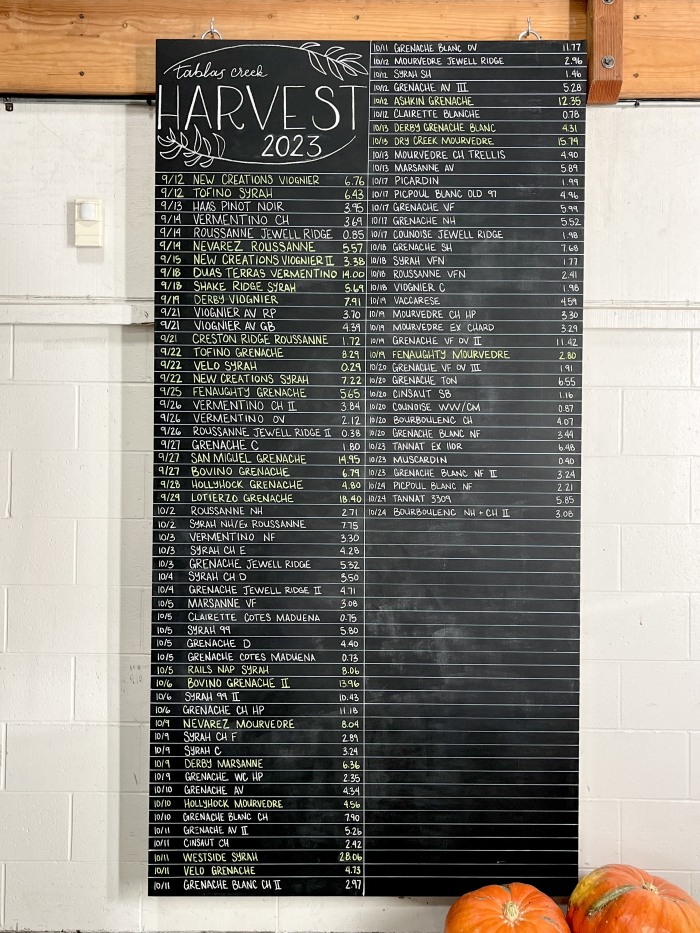 tablas creek
HARVEST
2023
9/12 NEW CREATIONS VIOGNIER 6.76
9/12 TOFINO SYRAH 6.43
9/13 HAAS PINOT NOIR 3.95
9/14 VERMENTINO CH 3.69
9/14 ROUSSANNE JEWELL RIDGE 0.85
9/14 NEVAREZ ROUSSANNE 5.57
9/15 NEW CREATIONS VIOGNIER II 3.38
9/18 DUAS TERRAS VERMENTINO 14.00
9/18 SHAKE RIDGE SYRAH 5.69
9/19 DERBY VIOGNIER 7.91
9/21 VIOGNIER AV RP 3.70
9/21 VIOGNIER AV GB 4.39
9/21 CRESTON RIDGE ROUSSANNE 1.72
9/22 TOFINO GRENACHE 8.29
9/22 VELO SYRAH 0.29
9/22 NEW CREATIONS SYRAH 7.22
9/25 FENAUGHTY GRENACHE 5.65
9/26 VERMENTINO CH II 3.84
9/26 VERMENTINO OV 2.12
9/26 ROUSSANNE JEWELL RIDGE II 0.38
9/27 GRENACHE C 1.80
9/27 SAN MIGUEL GRENACHE 14.95
9/27 BOVINO GRENACHE 6.79
9/28 HOLLYHOCK GRENACHE 4.80
9/29 LOTIERZO GRENACHE 18.40
10/2 ROUSSANNE NH 2.71
10/2 SYRAH NH/Ex ROUSSANNE 7.75
10/3 VERMENTINO NF 3.30
10/3 SYRAH CH E 4.28
10/3 GRENACHE JEWELL RIDGE 5.32
10/4 SYRAH CH D 3.50
10/4 GRENACHE JEWELL RIDGE II 4.71
10/5 MARSANNE VF 3.08
10/5 CLAIRETTE COTES MADUENA 0.75
10/5 SYRAH 99 5.80
10/5 GRENACHE D 4.40
10/5 GRENACHE COTES MADUENA 0.73
10/5 RAILS NAP SYRAH 8.06
10/6 BOVINO GRENACHE II 13.96
10/6 SYRAH 99 II 10.43
10/6 GRENACHE CH HP 11.18
10/9 NEVAREZ MOURVEDRE 8.04
10/9 SYRAH CH F 2.89
10/9 SYRAH C 3.24
10/9 DERBY MARSANNE 6.36
10/9 GRENACHE WC HP 2.35
10/10 GRENACHE AV 4.34
10/10 HOLLYHOCK MOURVEDRE 4.56
10/10 GRENACHE BLANC CH 7.90
10/11 GRENACHE AV II 5.26
10/11 CINSAUT CH 2.42
10/11 WESTSIDE SYRAH 28.06
10/11 VELO GRENACHE 4.73
10/11 GRENACHE BLANC CH II 2.97
10/11 GRENACHE BLANC OV 11.77
10/12 MOURVEDRE JEWELL RIDGE 2.96
10/12 SYRAH SH 1.46
10/12 GRENACHE AV III 5.28
10/12 ASHKIN GRENACHE 12.35
10/12 CLAIRETTE BLANCHE 0.78
10/13 DERBY GRENACHE BLANC 4.31
10/13 DRY CREEK MOURVEDRE 15.79
10/13 MOURVEDRE CH TRELLIS 4.90
10/13 MARSANNE AV 5.89
10/17 PICARDIN 1.99
10/17 PICPOUL BLANC OLD 97 4.96
10/17 GRENACHE VF 5.99
10/17 GRENACHE NH 5.52
10/17 COUNOISE JEWELL RIDGE 1.98
10/18 GRENACHE SH 7.68
10/18 SYRAH VFN 1.77
10/18 ROUSSANNE VFN 2.41
10/18 VIOGNIER C 1.98
10/19 VACCARESE 4.59
10/19 MOURVEDRE CH HP 3.30
10/19 MOURVEDRE EX CHARD 3.29
10/19 GRENACHE VF OV II 11.42
10/19 FENAUGHTY MOURVEDRE 2.80
10/20 GRENACHE VF OV III 1.91
10/20 GRENACHE TON 6.55
10/20 CINSAUT SB 1.16
10/20 COUNOISE WW/CM 0.87
10/20 BOURBOULENC CH 4.07
10/20 GRENACHE BLANC NF 3.44
10/23 TANNAT EX 110R 6.48
10/23 MUSCARDIN 0.40
10/23 GRENACHE BLANC NF II 3.24
10/24 PICPOUL BLANC NF 2.21
10/24 TANNAT 3309 5.85
10/24 BOURBOULENC NH + CH II 3.08